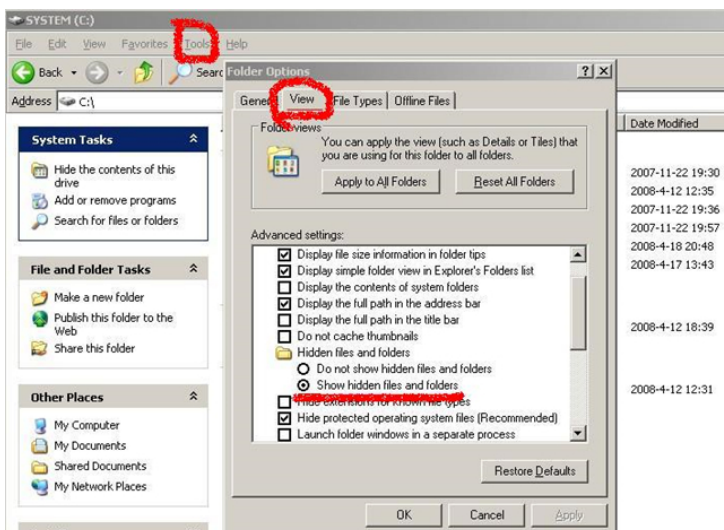 SYSTEM (C:)
File Edit View Favorites Tools Help
Back Searc
Address C:\
System Tasks
Hide the contents of this
drive
Add or remove programs
Search for files or folders
File and Folder Tasks
Make a new folder
Publish this folder to the
Web
Share this folder
Other Places
My Computer
My Documents
Shared Documents
My Network Places
Folder Options
General View File Types Offline Files
Folder views
You can apply the view (such as Details or Tiles) that
you are using for this folder to all folders.
Apply to All Folders Reset All Folders
Advanced settings:
Display file size information in folder tips
Display simple folder view in Explorer's Folders list
Display the contents of system folders
Display the full path in the address bar
Display the full path in the title bar
Do not cache thumbnails
Hidden files and folders
Do not show hidden files and folders
Show hidden files and folders
Hide extensions for known file types
Hide protected operating system files (Recommended)
Launch folder windows in a separate process
Restore Defaults
OK Cancel Apply
Date Modified
2007-11-22 19:30
2008-4-12 12:35
2007-11-22 19:36
2007-11-22 19:57
2008-4-18 20:48
2008-4-17 13:43
2008-4-12 18:39
2008-4-12 12:31